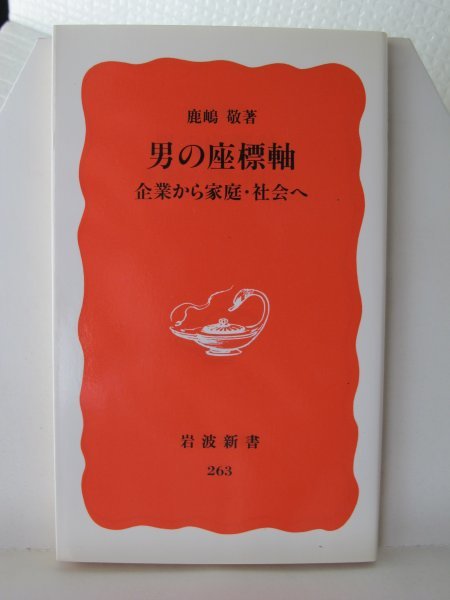 鹿嶋 敬著
男の座標軸
企業から家庭・社会へ
岩波新書
263